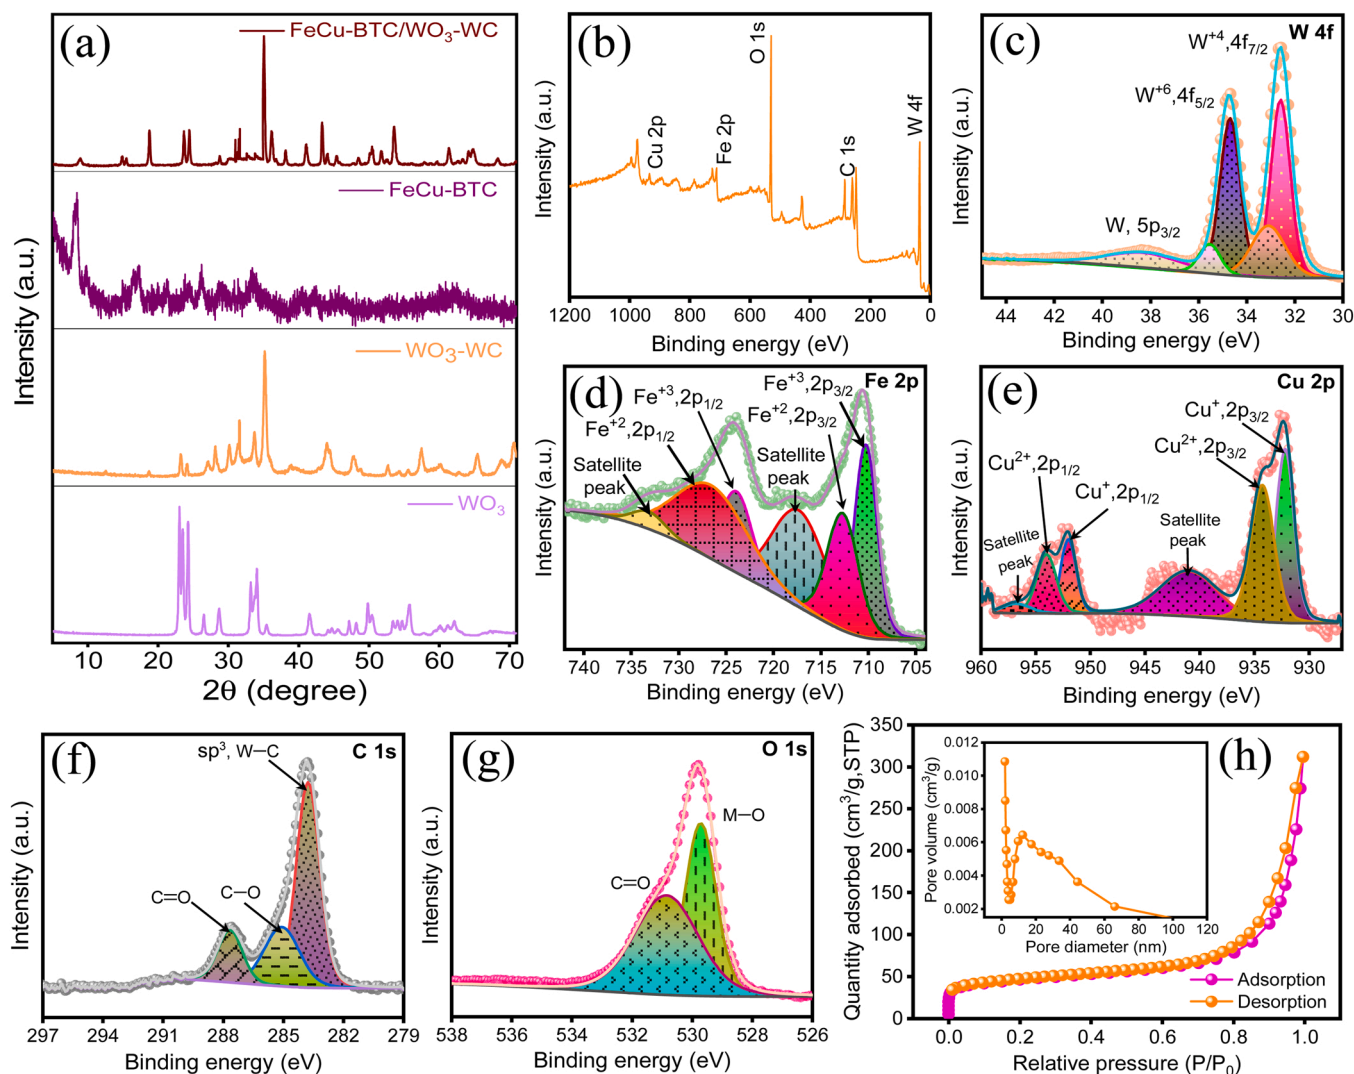 (a)
FeCu-BTC/WO₃-WC
FeCu-BTC
WO₃-WC
WO₃
Intensity (a.u.)
10 20 30 40 50 60 70
2θ (degree)
(b)
O 1s
Cu 2p
Fe 2p
C 1s
W 4f
Intensity (a.u.)
1200 1000 800 600 400 200 0
Binding energy (eV)
(c)
W 4f
W⁺⁴,4f₇/₂
W⁺⁶,4f₅/₂
W, 5p₃/₂
Intensity (a.u.)
44 42 40 38 36 34 32 30
Binding energy (eV)
(d)
Fe 2p
Fe⁺³,2p₃/₂
Fe⁺³,2p₁/₂
Fe⁺²,2p₃/₂
Fe⁺²,2p₁/₂
Satellite
peak
Satellite
peak
Intensity (a.u.)
740 735 730 725 720 715 710 705
Binding energy (eV)
(e)
Cu 2p
Cu⁺,2p₃/₂
Cu²⁺,2p₃/₂
Cu²⁺,2p₁/₂
Cu⁺,2p₁/₂
Satellite
peak
Satellite
peak
Intensity (a.u.)
960 955 950 945 940 935 930
Binding energy (eV)
(f)
C 1s
sp³, W—C
C=O
C—O
Intensity (a.u.)
297 294 291 288 285 282 279
Binding energy (eV)
(g)
O 1s
M—O
C=O
Intensity (a.u.)
538 536 534 532 530 528 526
Binding energy (eV)
(h)
Quantity adsorbed (cm³/g,STP)
350
300
250
200
150
100
50
0
0.0 0.2 0.4 0.6 0.8 1.0
Relative pressure (P/P₀)
Adsorption
Desorption
Pore volume (cm³/g)
0.012
0.010
0.008
0.006
0.004
0.002
0 20 40 60 80 100 120
Pore diameter (nm)